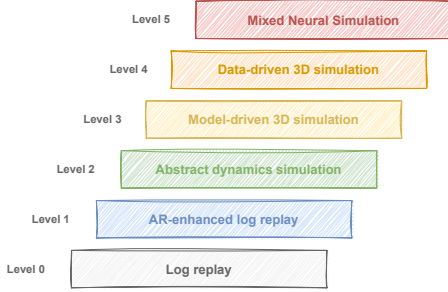 Level 5 Mixed Neural Simulation
Level 4 Data-driven 3D simulation
Level 3 Model-driven 3D simulation
Level 2 Abstract dynamics simulation
Level 1 AR-enhanced log replay
Level 0 Log replay